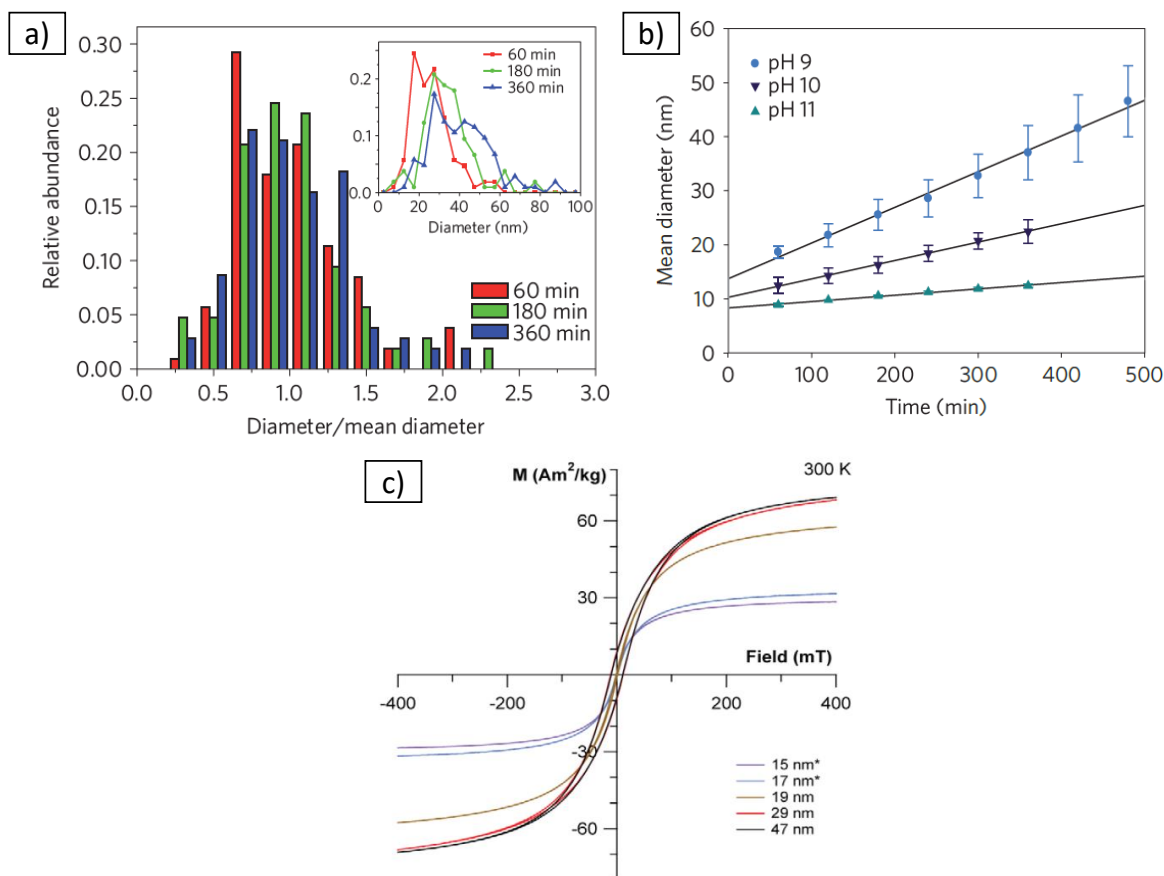 a)
0.30
0.25
0.20
0.15
0.10
0.05
0.00
0.0 0.5 1.0 1.5 2.0 2.5 3.0
Relative abundance
Diameter/mean diameter
60 min
180 min
360 min
0.2
0.1
0.0
0 20 40 60 80 100
Diameter (nm)
60 min
180 min
360 min
b)
60
50
40
30
20
10
0
0 100 200 300 400 500
Mean diameter (nm)
Time (min)
pH 9
pH 10
pH 11
c)
M (Am²/kg)
300 K
60
30
-30
-60
Field (mT)
-400 -200 200 400
15 nm*
17 nm*
19 nm
29 nm
47 nm